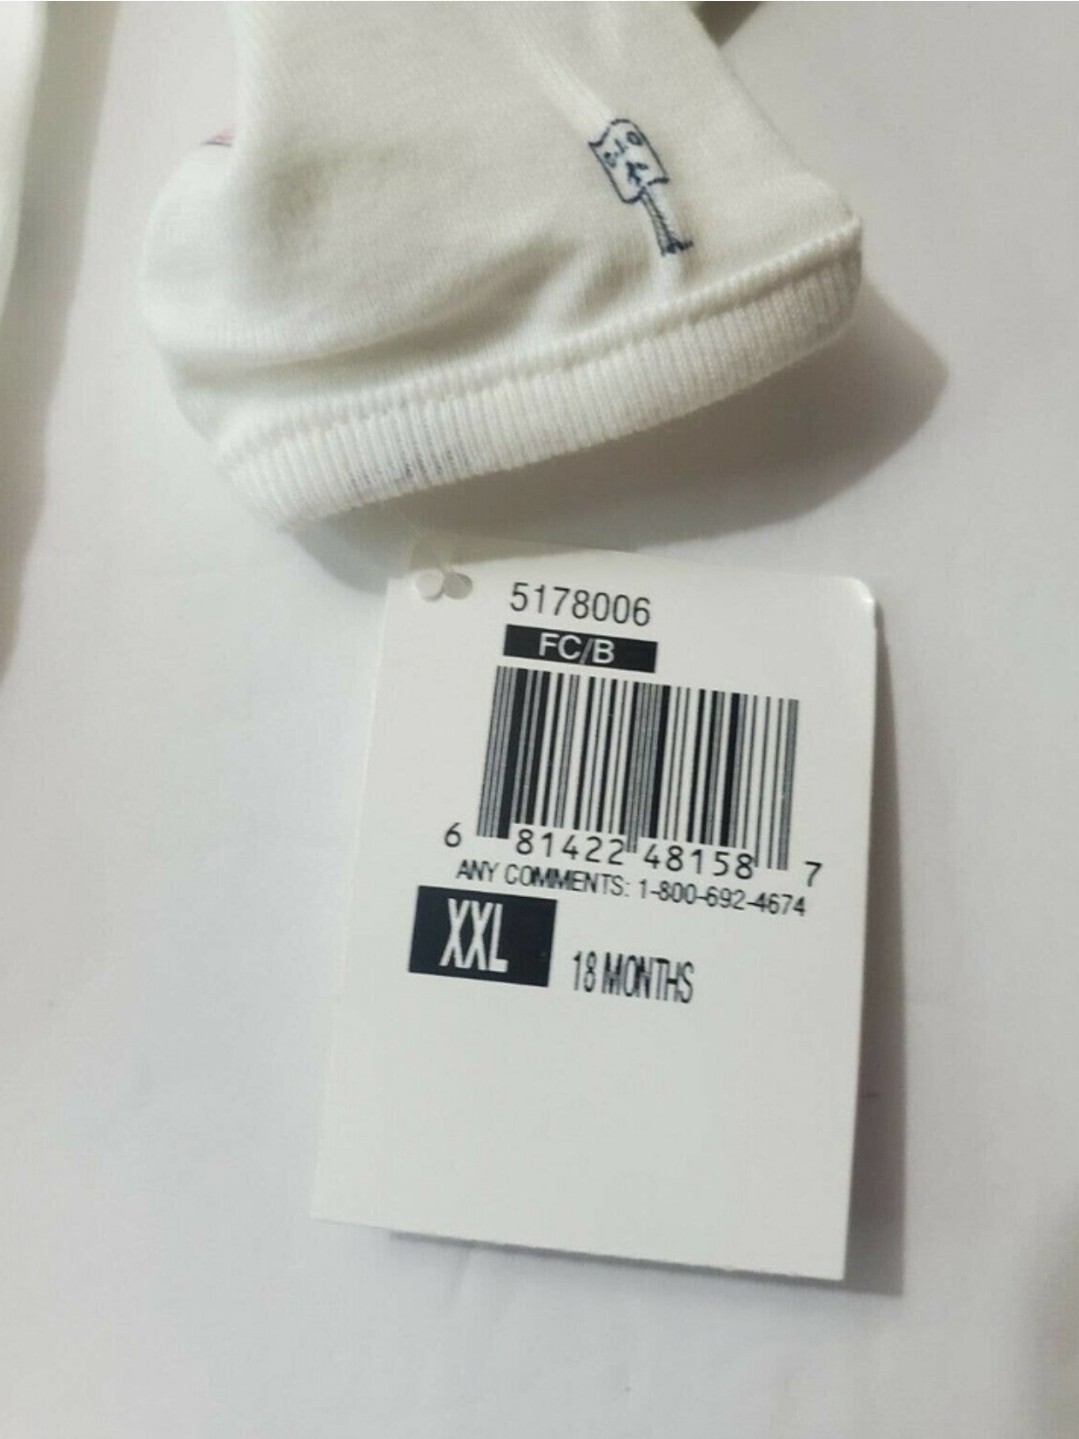 5178006
FC/B
6 81422 48158 7
ANY COMMENTS: 1-800-692-4674
XXL 18 MONTHS